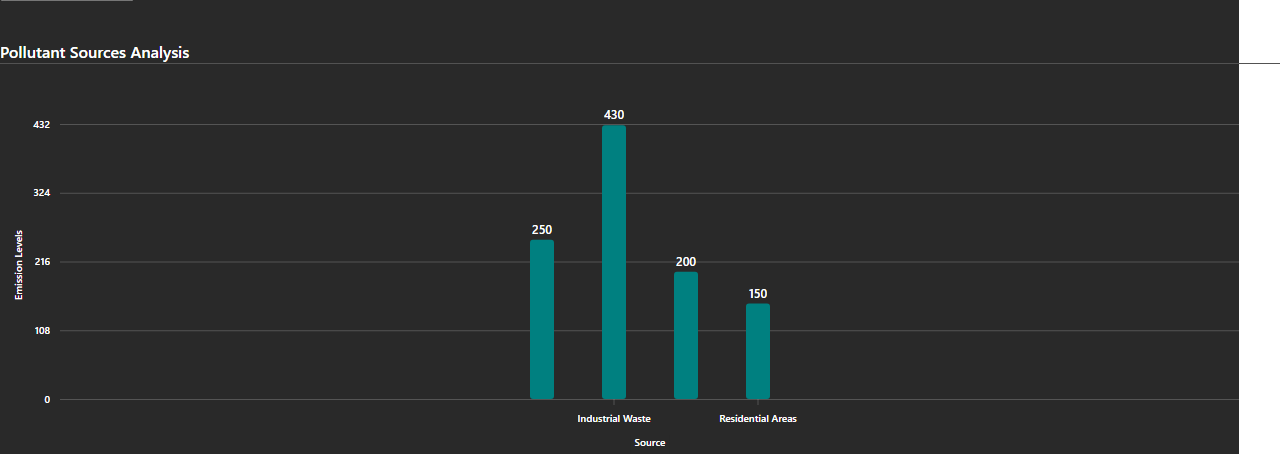 Pollutant Sources Analysis
430
432
324
250
Emission Levels
216
200
150
108
0
Industrial Waste
Residential Areas
Source